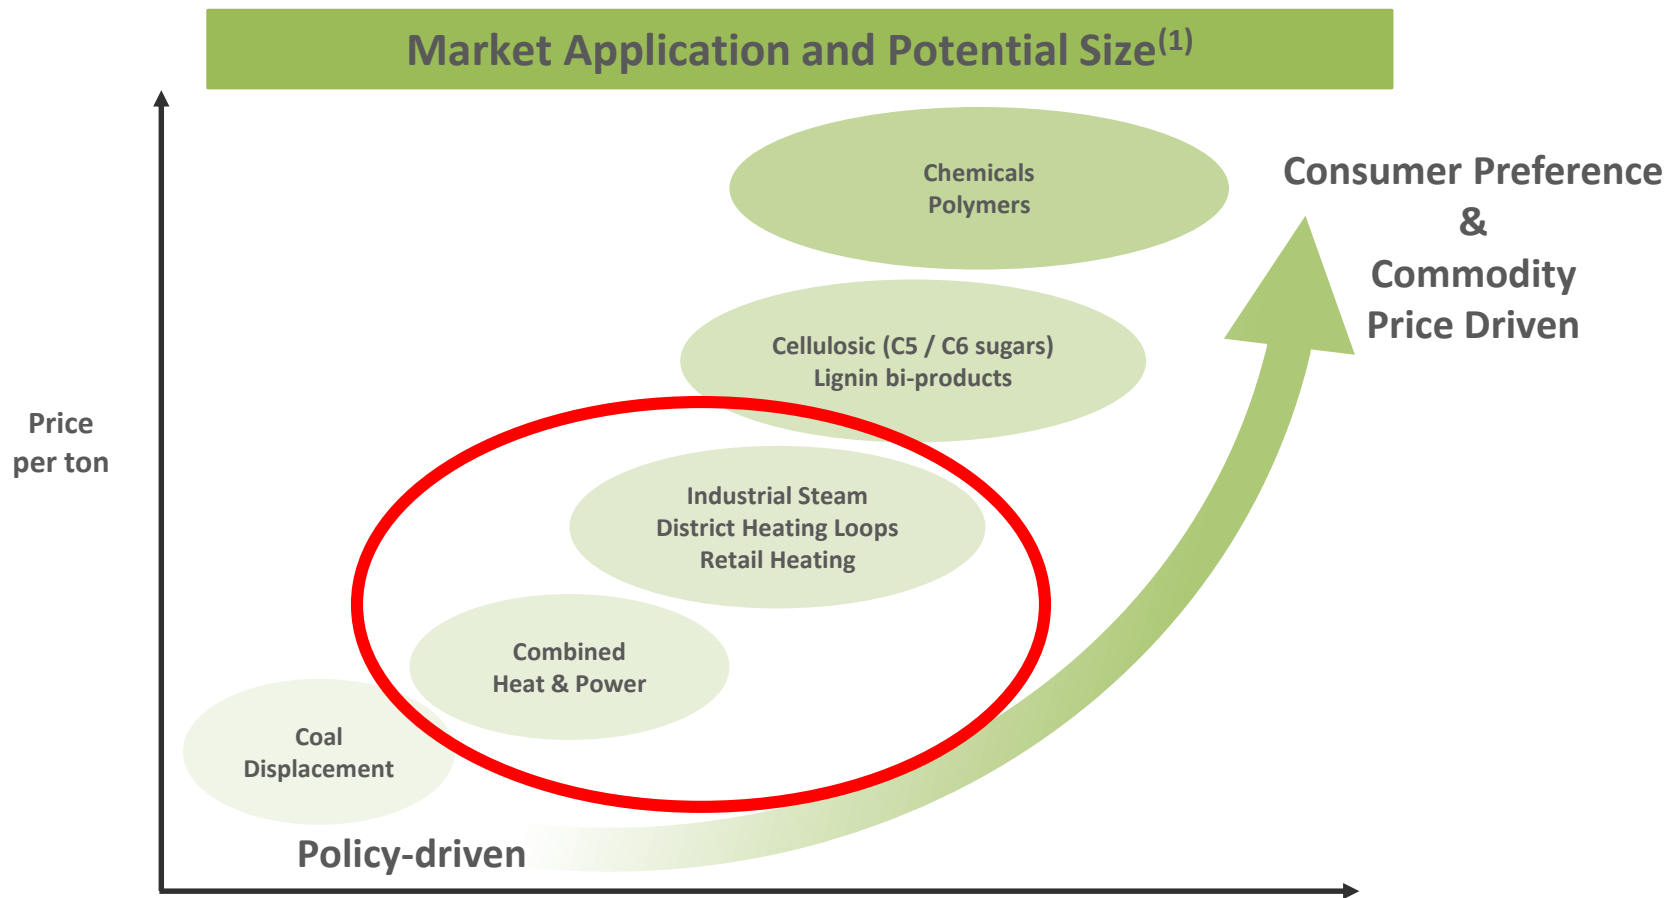 Market Application and Potential Size(1)
Chemicals
Polymers
Consumer Preference
&
Commodity
Price Driven
Cellulosic (C5 / C6 sugars)
Lignin bi-products
Price
per ton
Industrial Steam
District Heating Loops
Retail Heating
Combined
Heat & Power
Coal
Displacement
Policy-driven